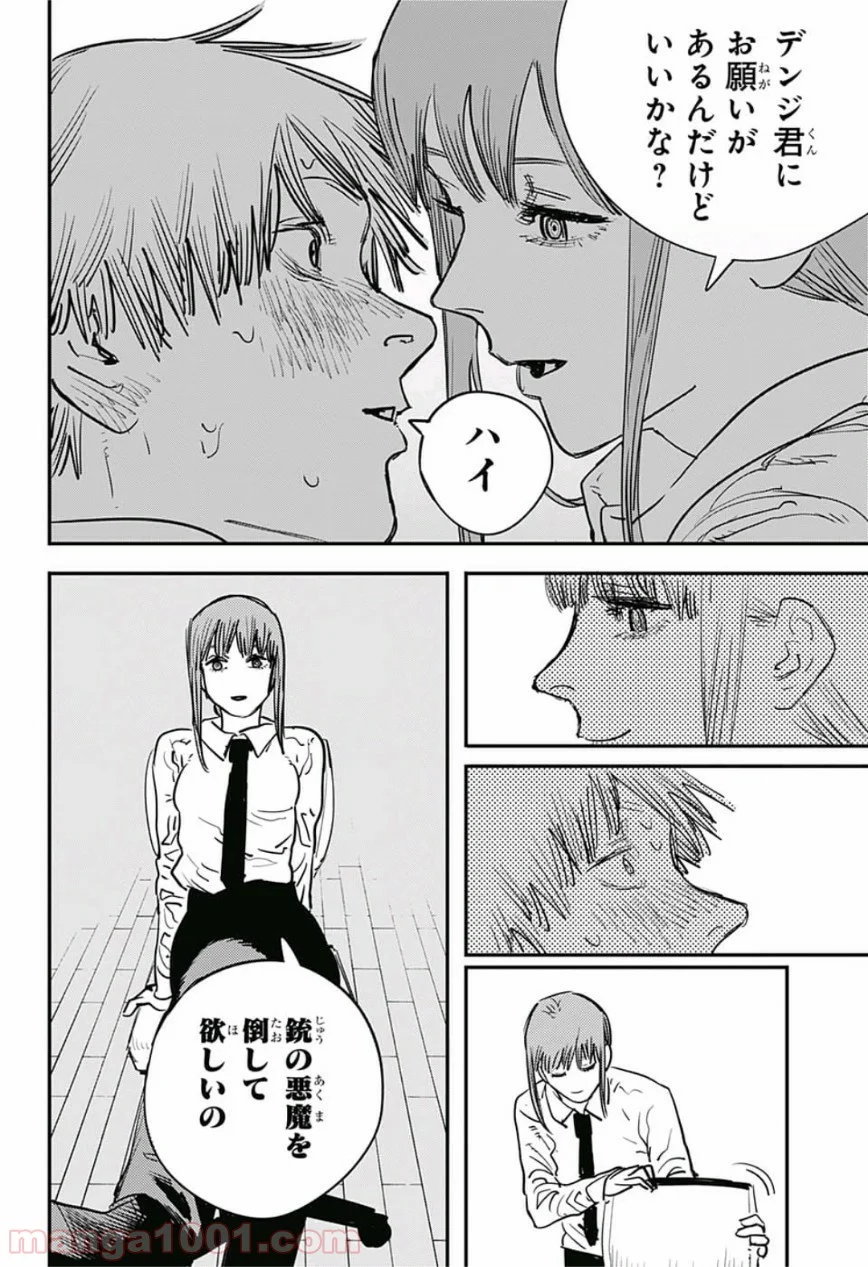 デンジ君に
お願いが
あるんだけど
いいかな?
ハイ
銃の悪魔を
倒して
欲しいの
manga1001.com